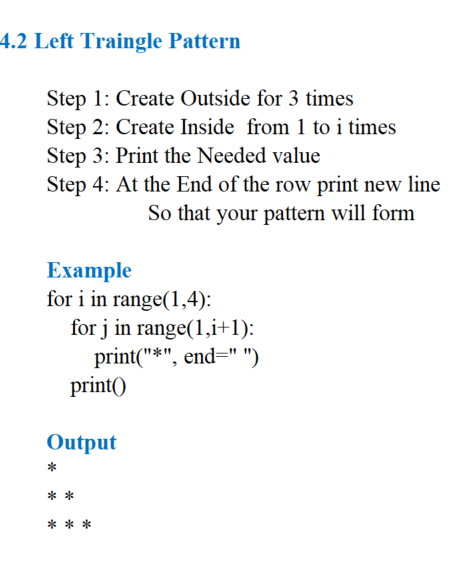 4.2 Left Traingle Pattern
Step 1: Create Outside for 3 times
Step 2: Create Inside  from 1 to i times
Step 3: Print the Needed value
Step 4: At the End of the row print new line
So that your pattern will form
Example
for i in range(1,4):
for j in range(1,i+1):
print("*", end=" ")
print()
Output
*
* *
* * *